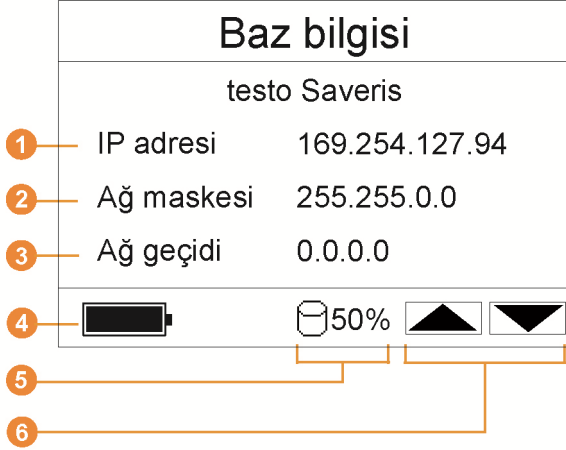 Baz bilgisi
testo Saveris
1 IP adresi 169.254.127.94
2 Ağ maskesi 255.255.0.0
3 Ağ geçidi 0.0.0.0
4 50%
5
6